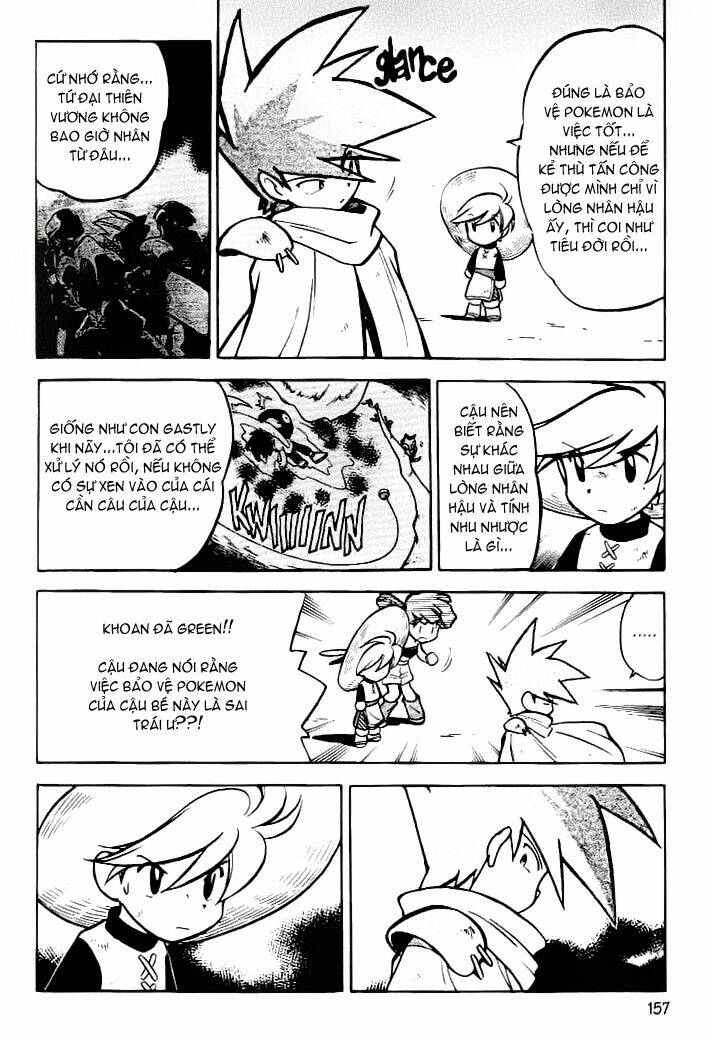 glance
ĐÚNG LÀ BẢO
VỆ POKEMON LÀ
VIỆC TỐT...
NHƯNG NẾU ĐỂ
KẺ THÙ TẤN CÔNG
ĐƯỢC MÌNH CHỈ VÌ
LÒNG NHÂN HẬU
ẤY, THÌ COI NHƯ
TIÊU ĐỜI RỒI...
CỨ NHỚ RẰNG...
TỨ ĐẠI THIÊN
VƯƠNG KHÔNG
BAO GIỜ NHÂN
TỪ ĐÂU...
CẬU NÊN
BIẾT RẰNG
SỰ KHÁC
NHAU GIỮA
LÒNG NHÂN
HẬU VÀ TÍNH
NHU NHƯỢC
LÀ GÌ...
GIỐNG NHƯ CON GASTLY
KHI NÃY...TÔI ĐÃ CÓ THỂ
XỬ LÝ NÓ RỒI, NẾU KHÔNG
CÓ SỰ XEN VÀO CỦA CÁI
CẦN CÂU CỦA CẬU...
KWIIIIIINN
.....
KHOAN ĐÃ GREEN!!
CẬU ĐANG NÓI RẰNG
VIỆC BẢO VỆ POKEMON
CỦA CẬU BÉ NÀY LÀ SAI
TRÁI Ư??!
157